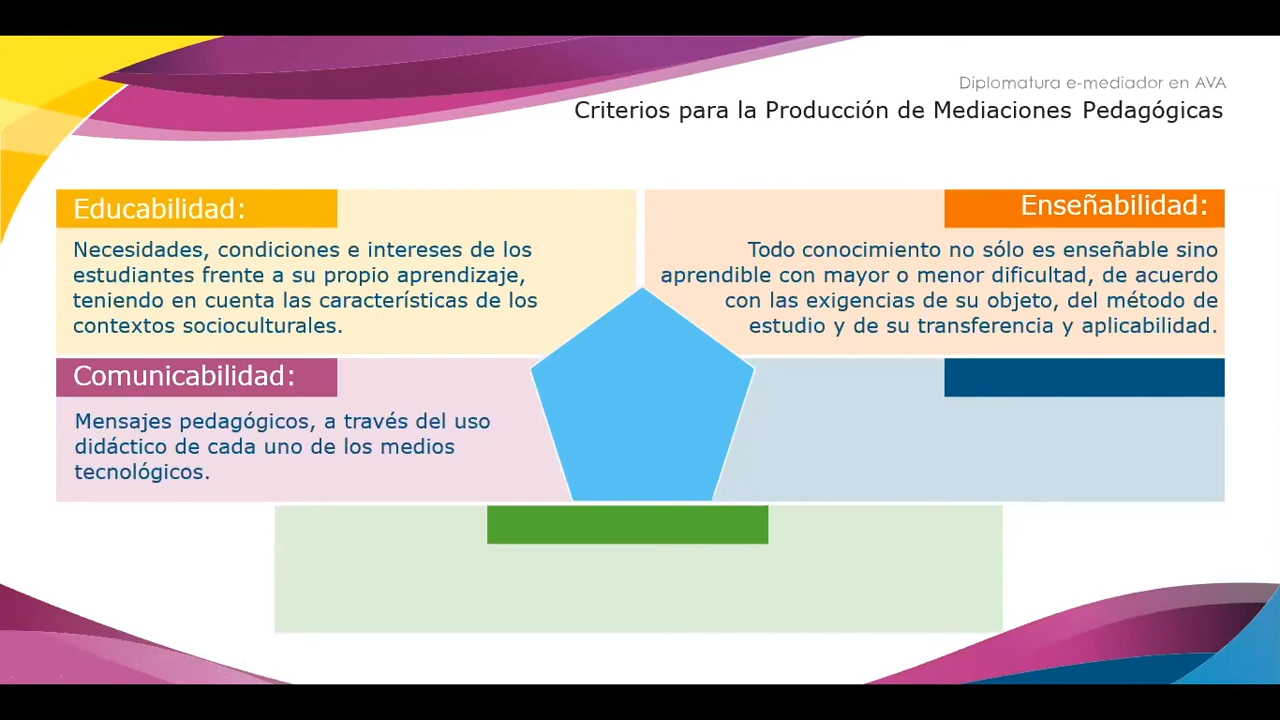 Diplomatura e-mediador en AVA
Criterios para la Producción de Mediaciones Pedagógicas
Educabilidad:
Necesidades, condiciones e intereses de los
estudiantes frente a su propio aprendizaje,
teniendo en cuenta las características de los
contextos socioculturales.
Enseñabilidad:
Todo conocimiento no sólo es enseñable sino
aprendible con mayor o menor dificultad, de acuerdo
con las exigencias de su objeto, del método de
estudio y de su transferencia y aplicabilidad.
Comunicabilidad:
Mensajes pedagógicos, a través del uso
didáctico de cada uno de los medios
tecnológicos.